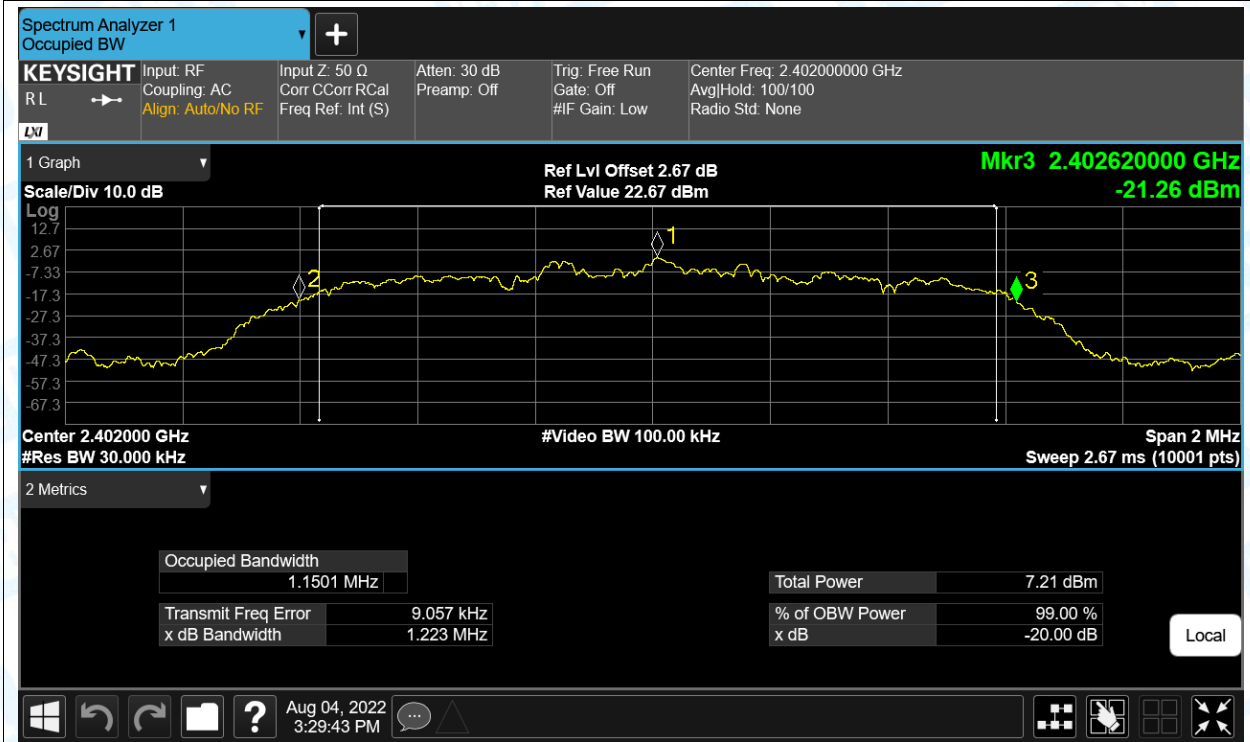 Spectrum Analyzer 1
Occupied BW
KEYSIGHT
R L
LXI
Input: RF
Coupling: AC
Align: Auto/No RF
Input Z: 50 Ω
Corr CCorr RCal
Freq Ref: Int (S)
Atten: 30 dB
Preamp: Off
Trig: Free Run
Gate: Off
#IF Gain: Low
Center Freq: 2.402000000 GHz
Avg|Hold: 100/100
Radio Std: None
1 Graph
Scale/Div 10.0 dB
Ref Lvl Offset 2.67 dB
Ref Value 22.67 dBm
Mkr3 2.402620000 GHz
-21.26 dBm
Log
12.7
2.67
-7.33
-17.3
-27.3
-37.3
-47.3
-57.3
-67.3
1
2
3
Center 2.402000 GHz
#Video BW 100.00 kHz
Span 2 MHz
#Res BW 30.000 kHz
Sweep 2.67 ms (10001 pts)
2 Metrics
Occupied Bandwidth
1.1501 MHz
Total Power 7.21 dBm
Transmit Freq Error 9.057 kHz
% of OBW Power 99.00 %
x dB Bandwidth 1.223 MHz
x dB -20.00 dB
Local
?
Aug 04, 2022
3:29:43 PM